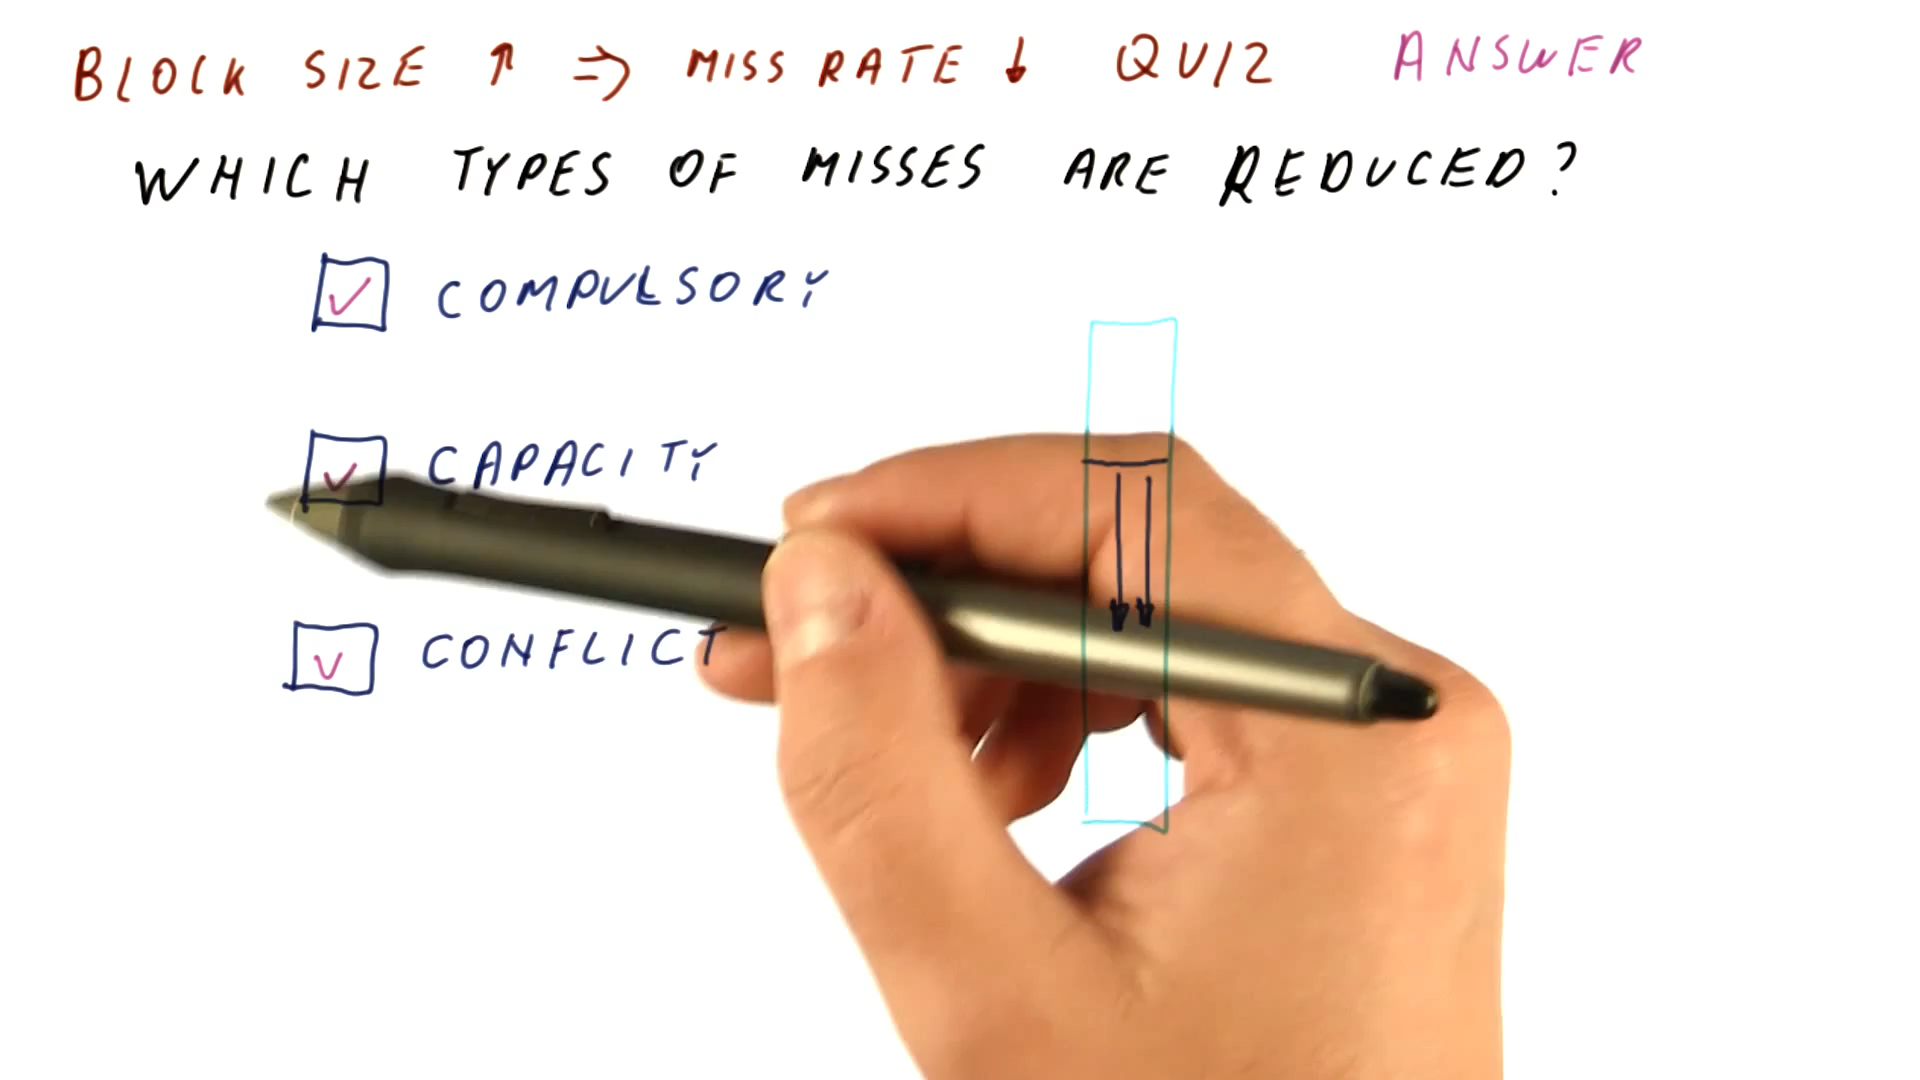 BLOCK SIZE ↑ ⇒ MISS RATE ↓ QUIZ ANSWER
WHICH TYPES OF MISSES ARE REDUCED?
✓ COMPULSORY
✓ CAPACITY
✓ CONFLICT